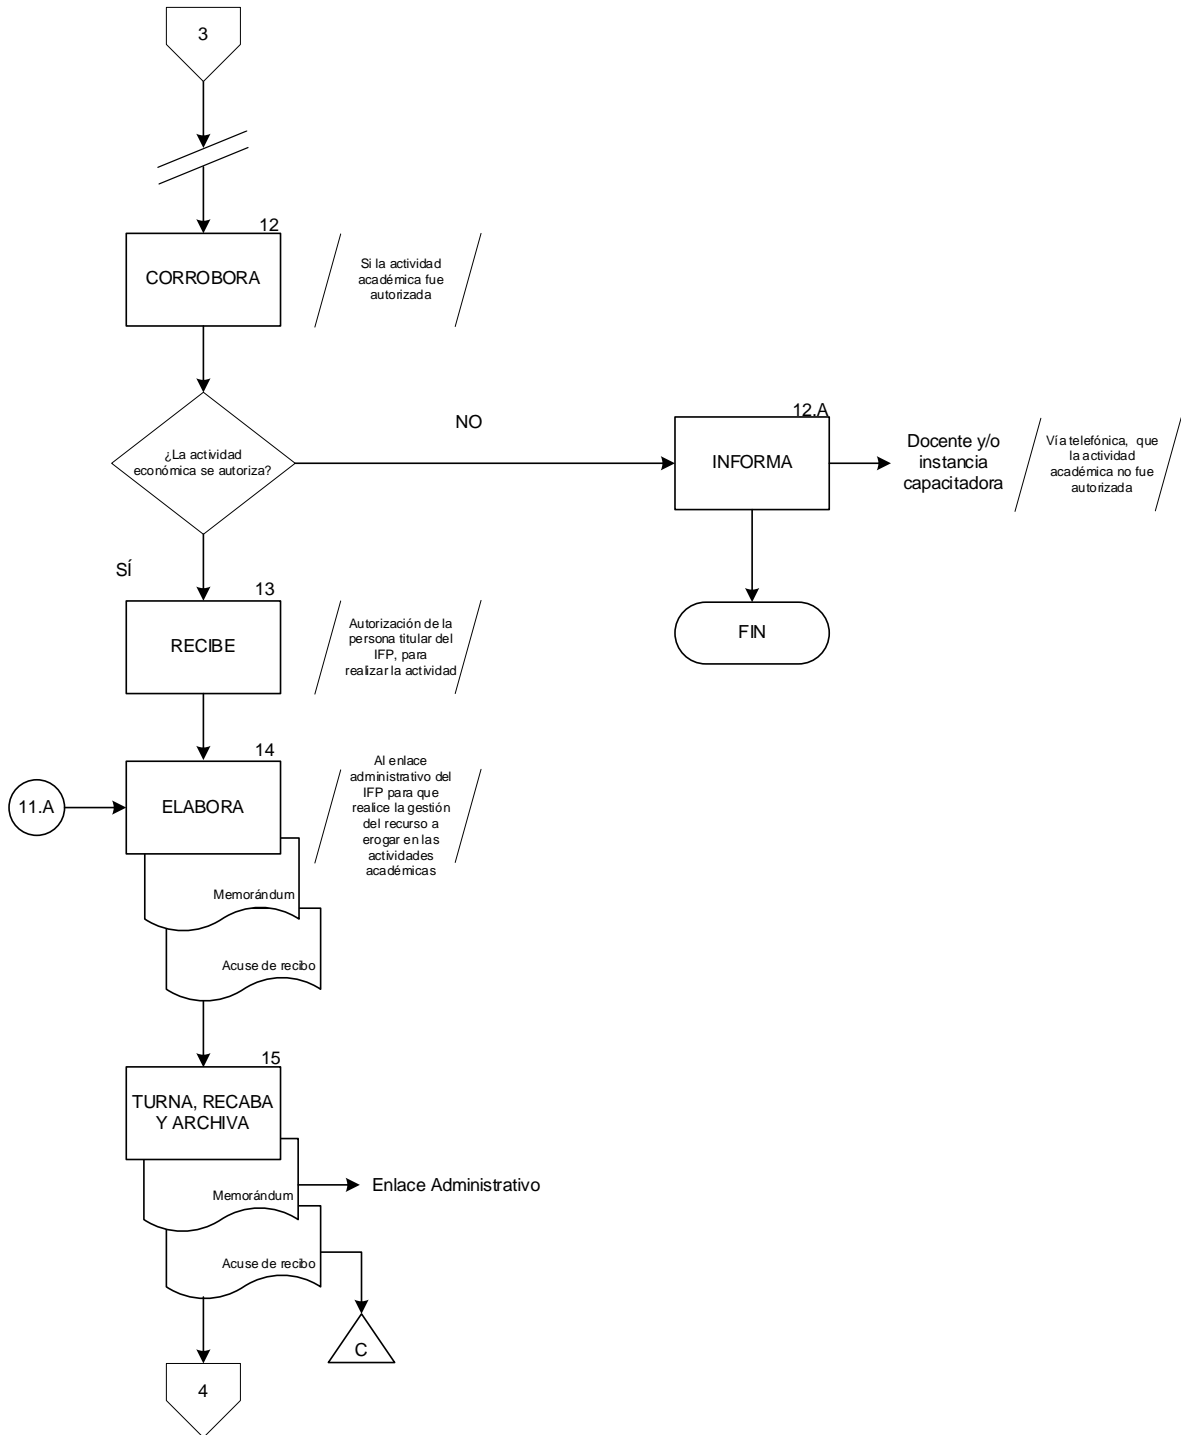 3
12
CORROBORA
Si la actividad
académica fue
autorizada
¿La actividad
económica se autoriza?
NO
12.A
INFORMA
Docente y/o
instancia
capacitadora
Vía telefónica, que
la actividad
académica no fue
autorizada
SÍ
FIN
13
RECIBE
Autorización de la
persona titular del
IFP, para
realizar la actividad
14
11.A
ELABORA
Al enlace
administrativo del
IFP para que
realice la gestión
del recurso a
erogar en las
actividades
académicas
Memorándum
Acuse de recibo
15
TURNA, RECABA
Y ARCHIVA
Memorándum
Enlace Administrativo
Acuse de recibo
C
4